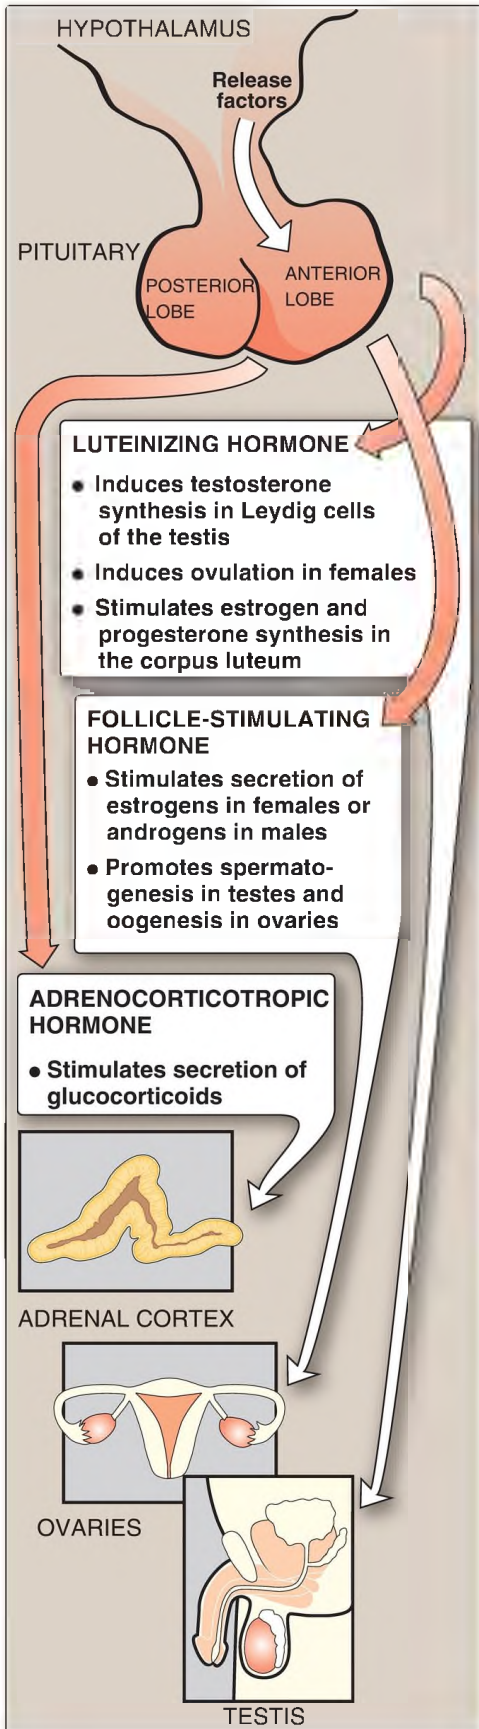 HYPOTHALAMUS
Release
factors
PITUITARY
POSTERIOR
LOBE
ANTERIOR
LOBE
LUTEINIZING HORMONE
• Induces testosterone
synthesis in Leydig cells
of the testis
• Induces ovulation in females
• Stimulates estrogen and
progesterone synthesis in
the corpus luteum
FOLLICLE-STIMULATING
HORMONE
• Stimulates secretion of
estrogens in females or
androgens in males
• Promotes spermato-
genesis in testes and
oogenesis in ovaries
ADRENOCORTICOTROPIC
HORMONE
• Stimulates secretion of
glucocorticoids
ADRENAL CORTEX
OVARIES
TESTIS